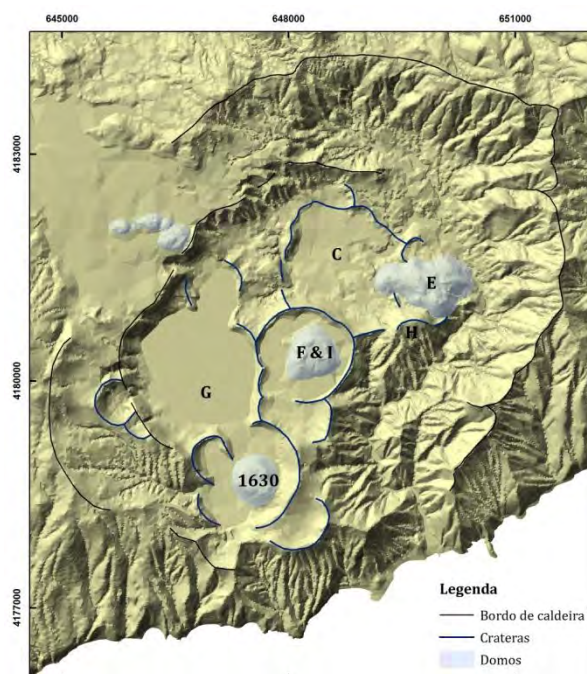 645000 648000 651000
4183000
C
E
H
F & I
4180000
G
1630
4177000
Legenda
Bordo de caldeira
Crateras
Domos